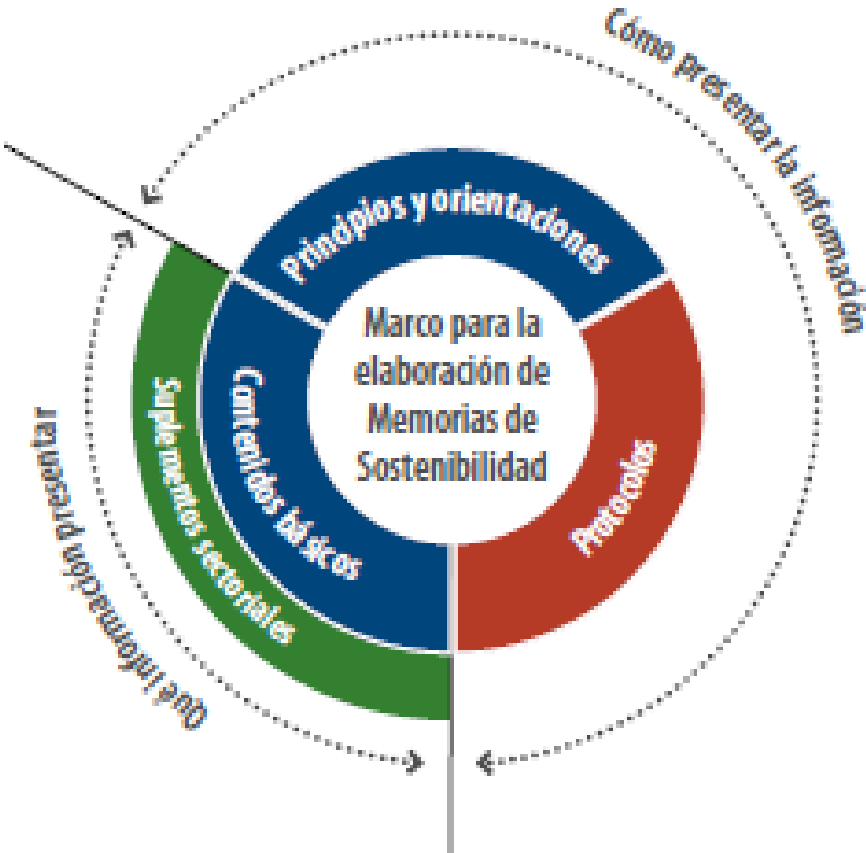 Cómo presentar la información
Principios y orientaciones
Marco para la
elaboración de
Memorias de
Sostenibilidad
Contenidos básicos
Suplementos sectoriales
Protocolos
Qué información presentar